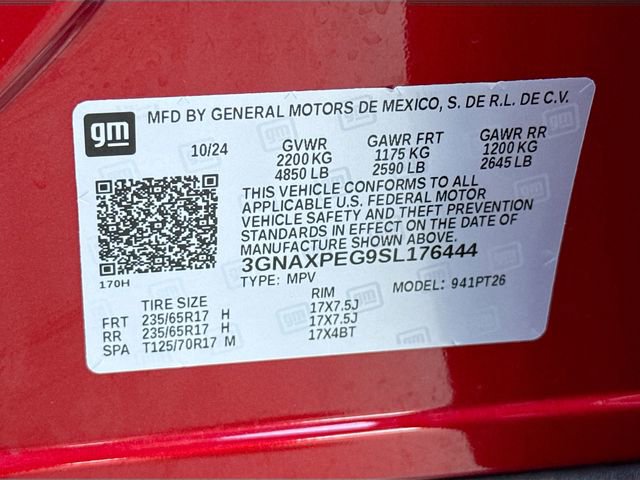 gm
MFD BY GENERAL MOTORS DE MEXICO, S. DE R.L. DE C.V.
10/24 GVWR GAWR FRT GAWR RR
2200 KG 1175 KG 1200 KG
4850 LB 2590 LB 2645 LB
THIS VEHICLE CONFORMS TO ALL
APPLICABLE U.S. FEDERAL MOTOR
VEHICLE SAFETY AND THEFT PREVENTION
STANDARDS IN EFFECT ON THE DATE OF
MANUFACTURE SHOWN ABOVE.
170H 3GNAXPEG9SL176444
TYPE: MPV MODEL: 941PT26
TIRE SIZE RIM
FRT 235/65R17 H 17X7.5J
RR 235/65R17 H 17X7.5J
SPA T125/70R17 M 17X4BT